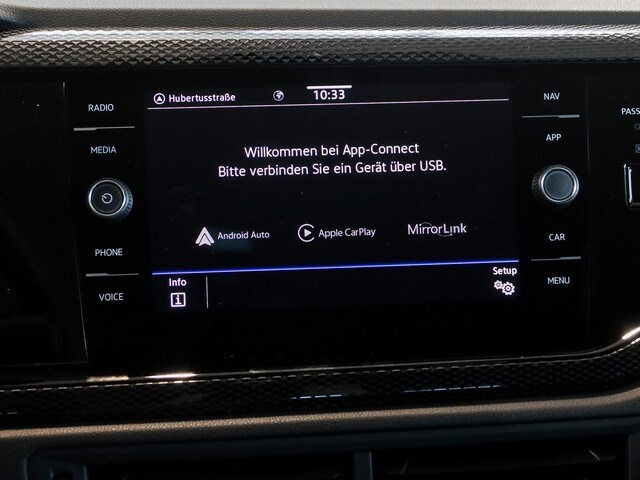 RADIO
MEDIA
PHONE
VOICE
Hubertusstraße
10:33
Willkommen bei App-Connect
Bitte verbinden Sie ein Gerät über USB.
Android Auto
Apple CarPlay
MirrorLink
Info
Setup
NAV
APP
CAR
MENU
PASS